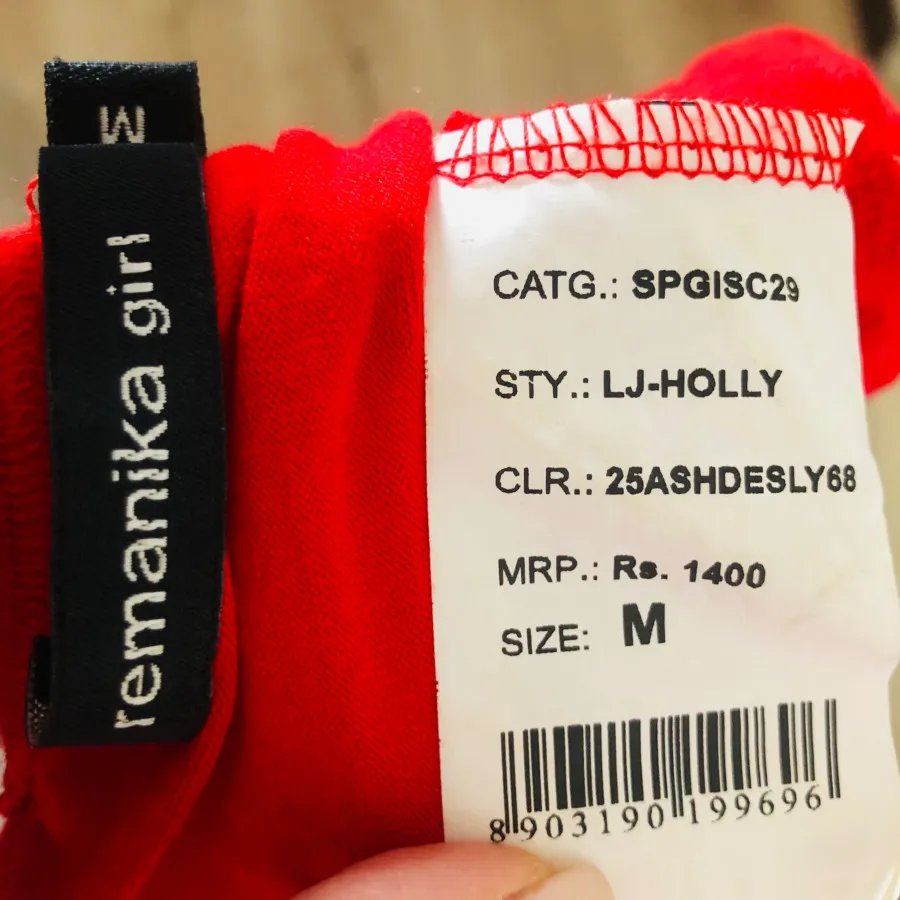 M
remanika girl
CATG.: SPGISC29
STY.: LJ-HOLLY
CLR.: 25ASHDESLY68
MRP.: Rs. 1400
SIZE: M
8903190199696